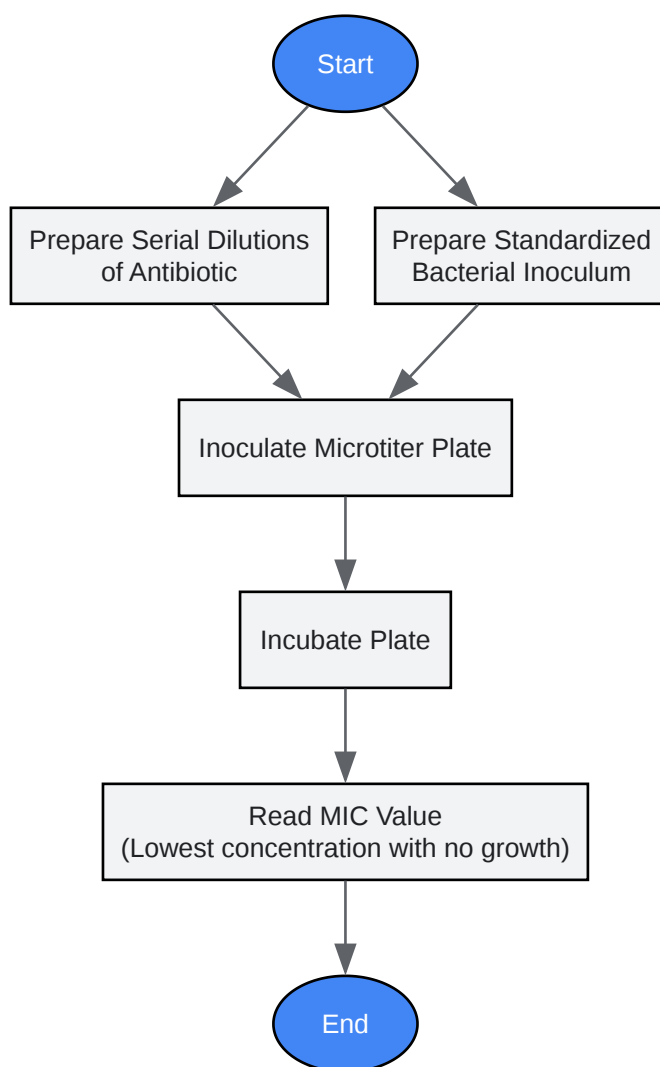 Start
Prepare Serial Dilutions
of Antibiotic
Prepare Standardized
Bacterial Inoculum
Inoculate Microtiter Plate
Incubate Plate
Read MIC Value
(Lowest concentration with no growth)
End